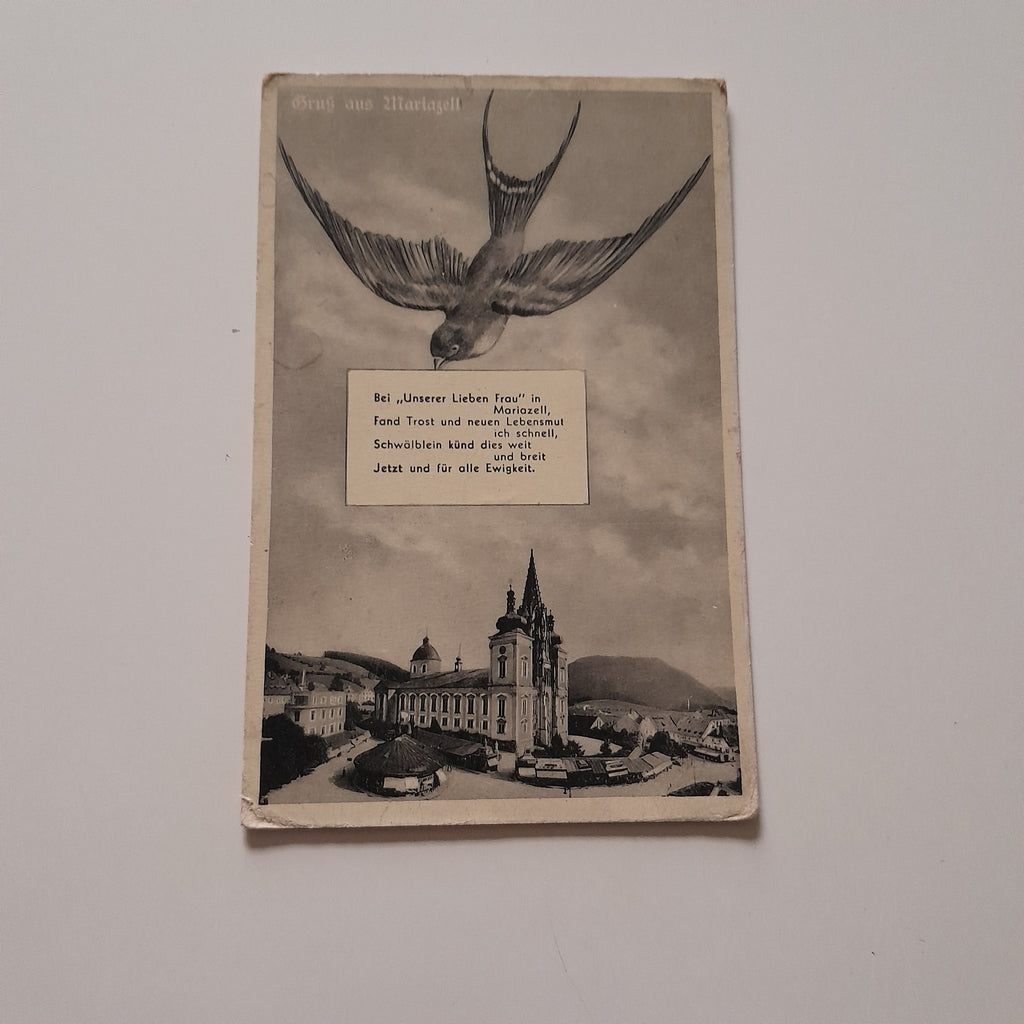 Gruß aus Mariazell
Bei „Unserer Lieben Frau" in
Mariazell,
Fand Trost und neuen Lebensmut
ich schnell,
Schwälblein künd dies weit
und breit
Jetzt und für alle Ewigkeit.